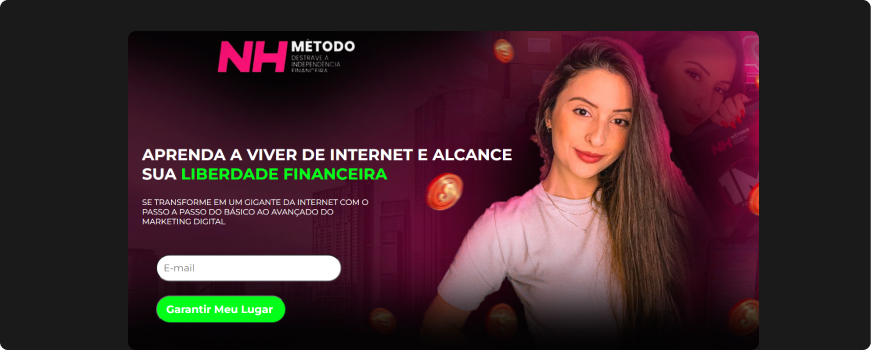 NH MÉTODO
DESTRAVE A
INDEPENDÊNCIA
FINANCEIRA
APRENDA A VIVER DE INTERNET E ALCANCE
SUA LIBERDADE FINANCEIRA
SE TRANSFORME EM UM GIGANTE DA INTERNET COM O
PASSO A PASSO DO BÁSICO AO AVANÇADO DO
MARKETING DIGITAL
E-mail
Garantir Meu Lugar
NH